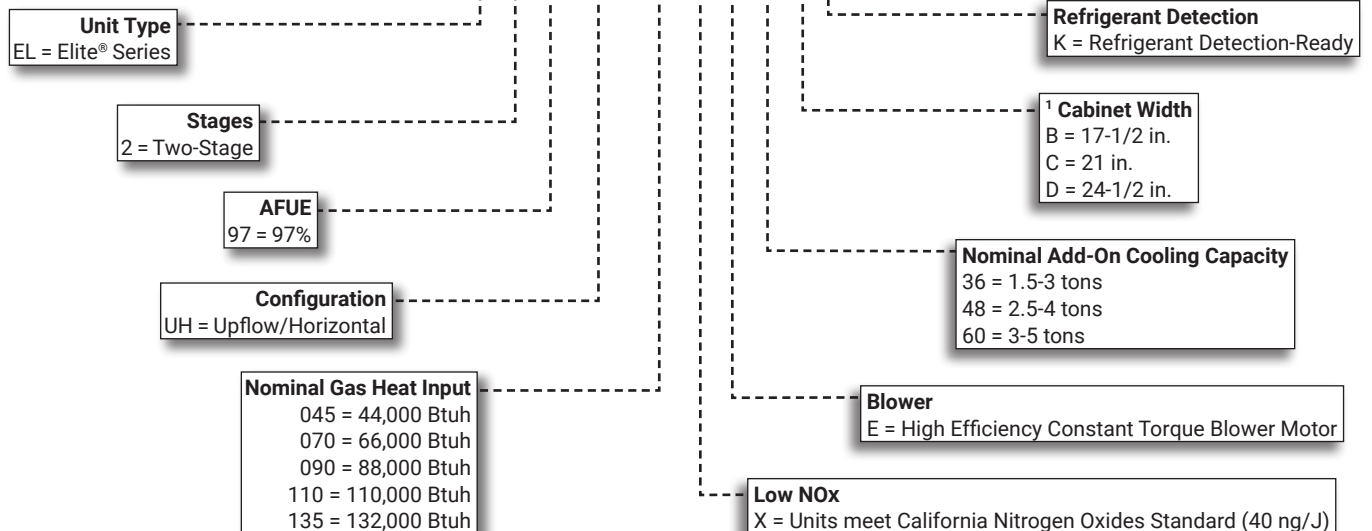 Unit Type
EL = Elite® Series
Stages
2 = Two-Stage
AFUE
97 = 97%
Configuration
UH = Upflow/Horizontal
Nominal Gas Heat Input
045 = 44,000 Btuh
070 = 66,000 Btuh
090 = 88,000 Btuh
110 = 110,000 Btuh
135 = 132,000 Btuh
Refrigerant Detection
K = Refrigerant Detection-Ready
¹ Cabinet Width
B = 17-1/2 in.
C = 21 in.
D = 24-1/2 in.
Nominal Add-On Cooling Capacity
36 = 1.5-3 tons
48 = 2.5-4 tons
60 = 3-5 tons
Blower
E = High Efficiency Constant Torque Blower Motor
Low NOx
X = Units meet California Nitrogen Oxides Standard (40 ng/J)